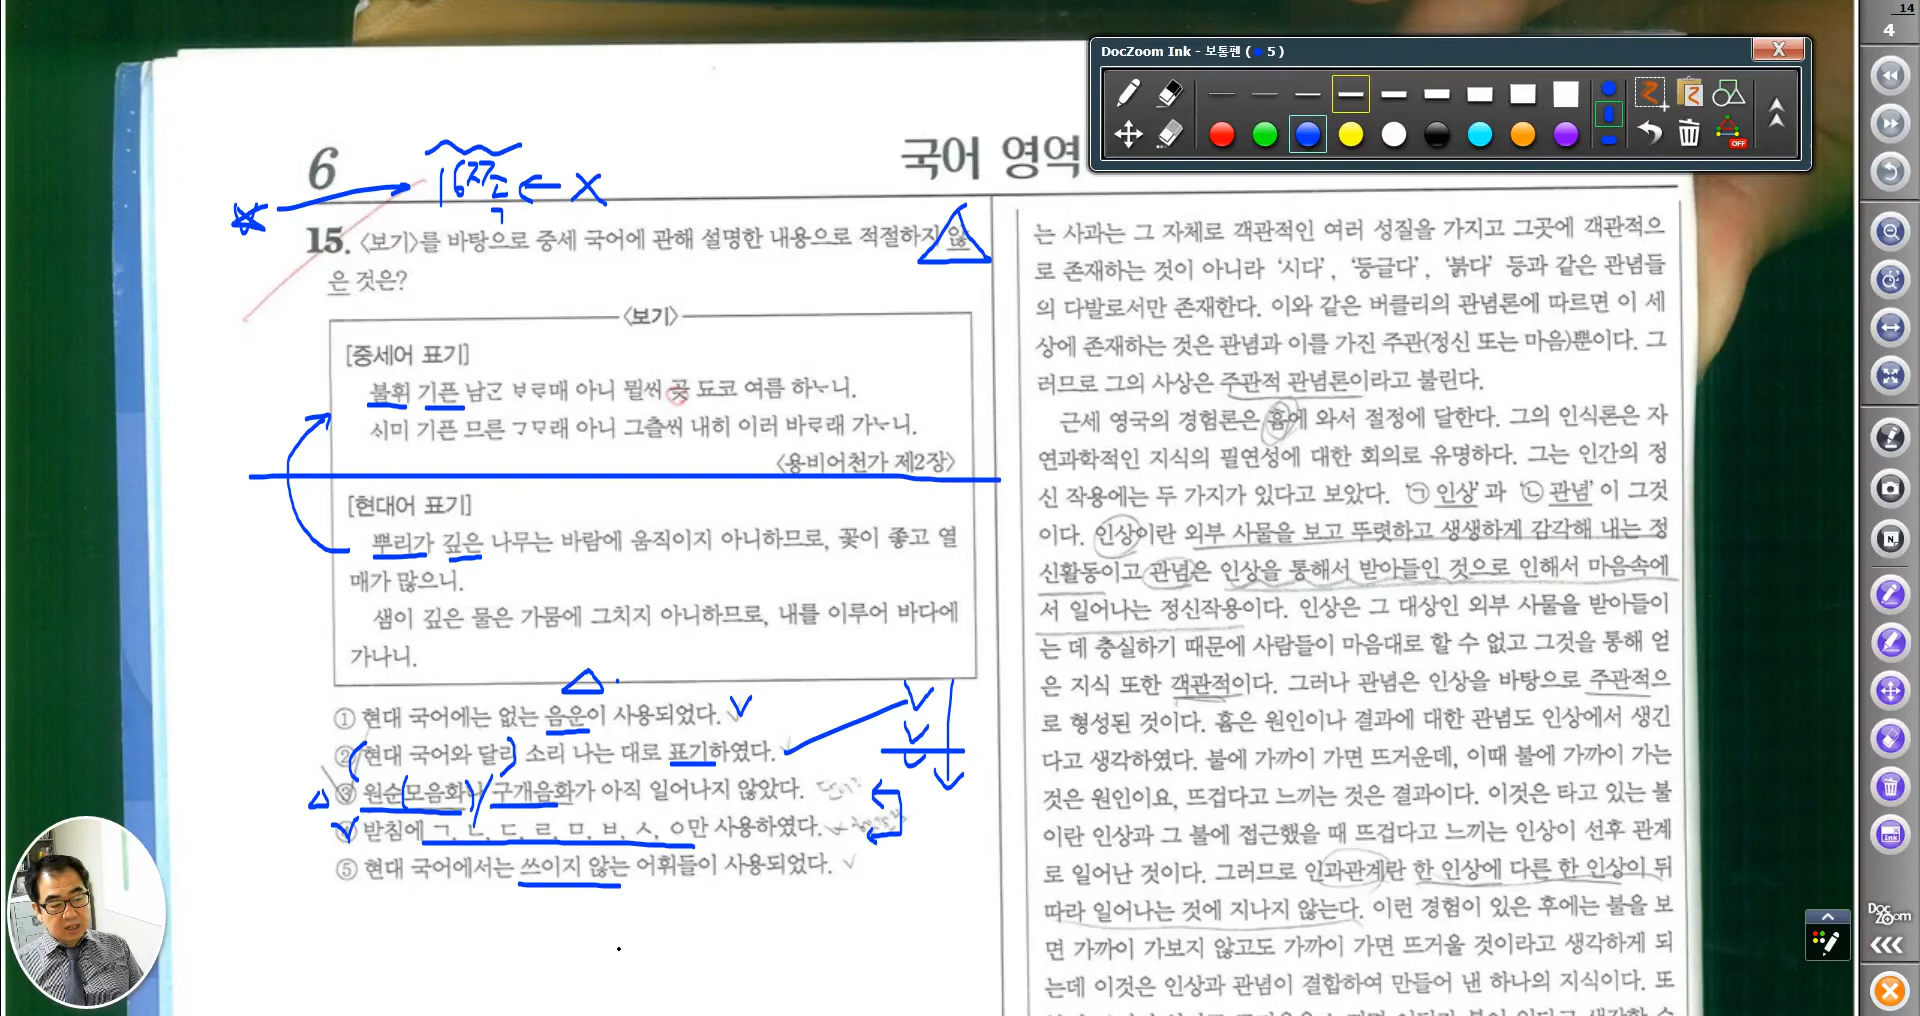 14
4
DocZoom Ink - 보통펜 ( 5 )
X
OFF
6
국어 영역
15. 〈보기〉를 바탕으로 중세 국어에 관해 설명한 내용으로 적절하지 않
은 것은?
〈보기〉
[중세어 표기]
불휘 기픈 아니 뮐씨 곶 됴코 여름
기픈 므른 아니 그츨씨 내히 이러
〈용비어천가 제2장〉
[현대어 표기]
뿌리가 깊은 나무는 바람에 움직이지 아니하므로, 꽃이 좋고 열
매가 많으니.
샘이 깊은 물은 가뭄에 그치지 아니하므로, 내를 이루어 바다에
가나니.
① 현대 국어에는 없는 음운이 사용되었다.
② 현대 국어와 달리 소리 나는 대로 표기하였다.
③ 원순모음화나 구개음화가 아직 일어나지 않았다.
④ 받침에 ㄱ, ㄴ, ㄷ, ㄹ, ㅁ, ㅂ, ㅅ, ㅇ만 사용하였다.
⑤ 현대 국어에서는 쓰이지 않는 어휘들이 사용되었다.
는 사과는 그 자체로 객관적인 여러 성질을 가지고 그곳에 객관적으
로 존재하는 것이 아니라 ‘시다’, ‘둥글다’, ‘붉다’ 등과 같은 관념들
의 다발로서만 존재한다. 이와 같은 버클리의 관념론에 따르면 이 세
상에 존재하는 것은 관념과 이를 가진 주관(정신 또는 마음)뿐이다. 그
러므로 그의 사상은 주관적 관념론이라고 불린다.
근세 영국의 경험론은 흄에 와서 절정에 달한다. 그의 인식론은 자
연과학적인 지식의 필연성에 대한 회의로 유명하다. 그는 인간의 정
신 작용에는 두 가지가 있다고 보았다. ‘㉠ 인상’과 ‘㉡ 관념’이 그것
이다. 인상이란 외부 사물을 보고 뚜렷하고 생생하게 감각해 내는 정
신활동이고 관념은 인상을 통해서 받아들인 것으로 인해서 마음속에
서 일어나는 정신작용이다. 인상은 그 대상인 외부 사물을 받아들이
는 데 충실하기 때문에 사람들이 마음대로 할 수 없고 그것을 통해 얻
은 지식 또한 객관적이다. 그러나 관념은 인상을 바탕으로 주관적으
로 형성된 것이다. 흄은 원인이나 결과에 대한 관념도 인상에서 생긴
다고 생각하였다. 불에 가까이 가면 뜨거운데, 이때 불에 가까이 가는
것은 원인이요, 뜨겁다고 느끼는 것은 결과이다. 이것은 타고 있는 불
이란 인상과 그 불에 접근했을 때 뜨겁다고 느끼는 인상이 선후 관계
로 일어난 것이다. 그러므로 인과관계란 한 인상에 다른 한 인상이 뒤
따라 일어나는 것에 지나지 않는다. 이런 경험이 있은 후에는 불을 보
면 가까이 가보지 않고도 가까이 가면 뜨거울 것이라고 생각하게 되
는데 이것은 인상과 관념이 결합하여 만들어 낸 하나의 지식이다. 또
Doc Zoom